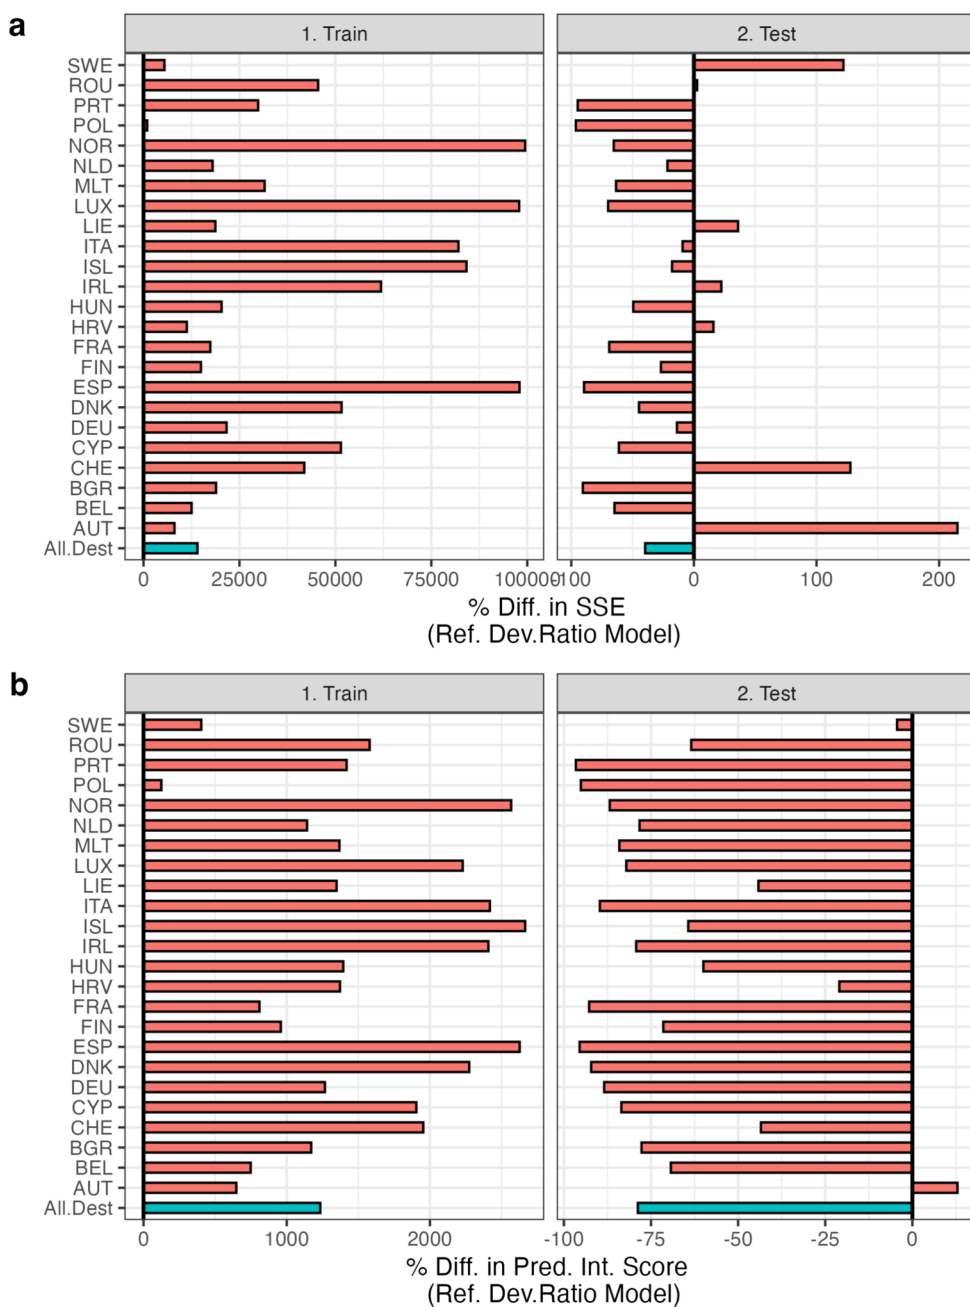 a
1. Train
2. Test
SWE
ROU
PRT
POL
NOR
NLD
MLT
LUX
LIE
ITA
ISL
IRL
HUN
HRV
FRA
FIN
ESP
DNK
DEU
CYP
CHE
BGR
BEL
AUT
All.Dest
0 25000 50000 75000 100000 -100 0 100 200
% Diff. in SSE
(Ref. Dev.Ratio Model)
b
1. Train
2. Test
SWE
ROU
PRT
POL
NOR
NLD
MLT
LUX
LIE
ITA
ISL
IRL
HUN
HRV
FRA
FIN
ESP
DNK
DEU
CYP
CHE
BGR
BEL
AUT
All.Dest
0 1000 2000 -100 -75 -50 -25 0
% Diff. in Pred. Int. Score
(Ref. Dev.Ratio Model)